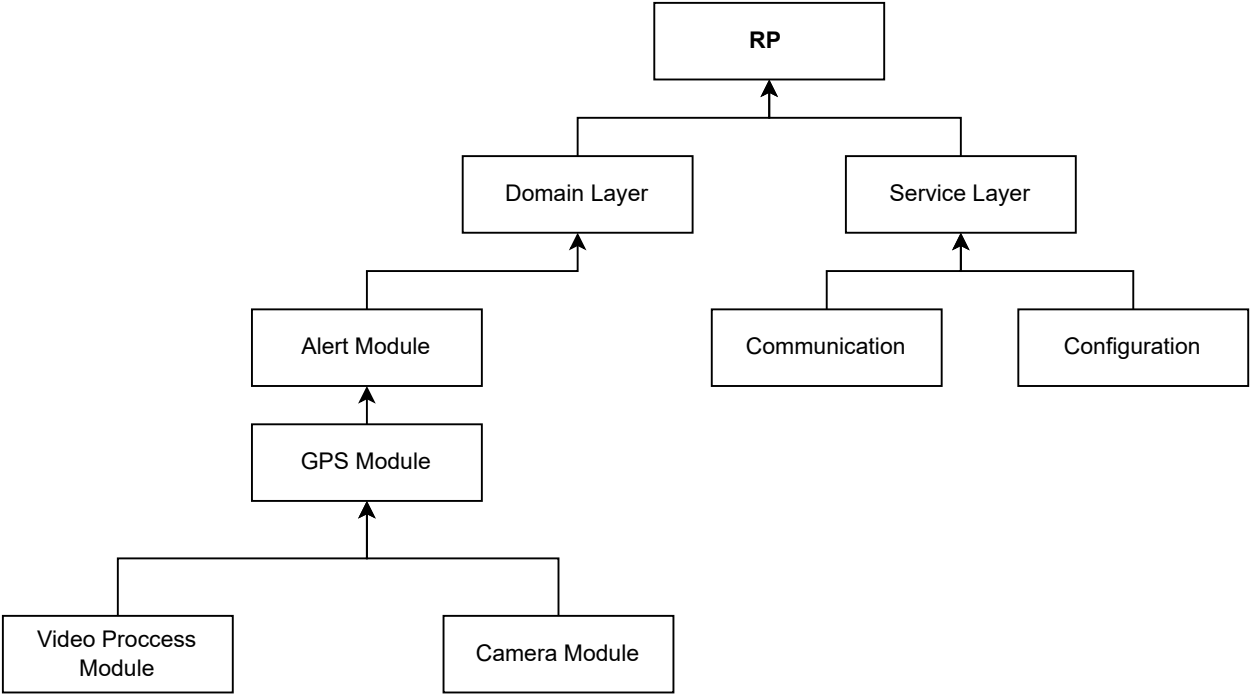 RP
Domain Layer
Service Layer
Alert Module
Communication
Configuration
GPS Module
Video Proccess
Module
Camera Module